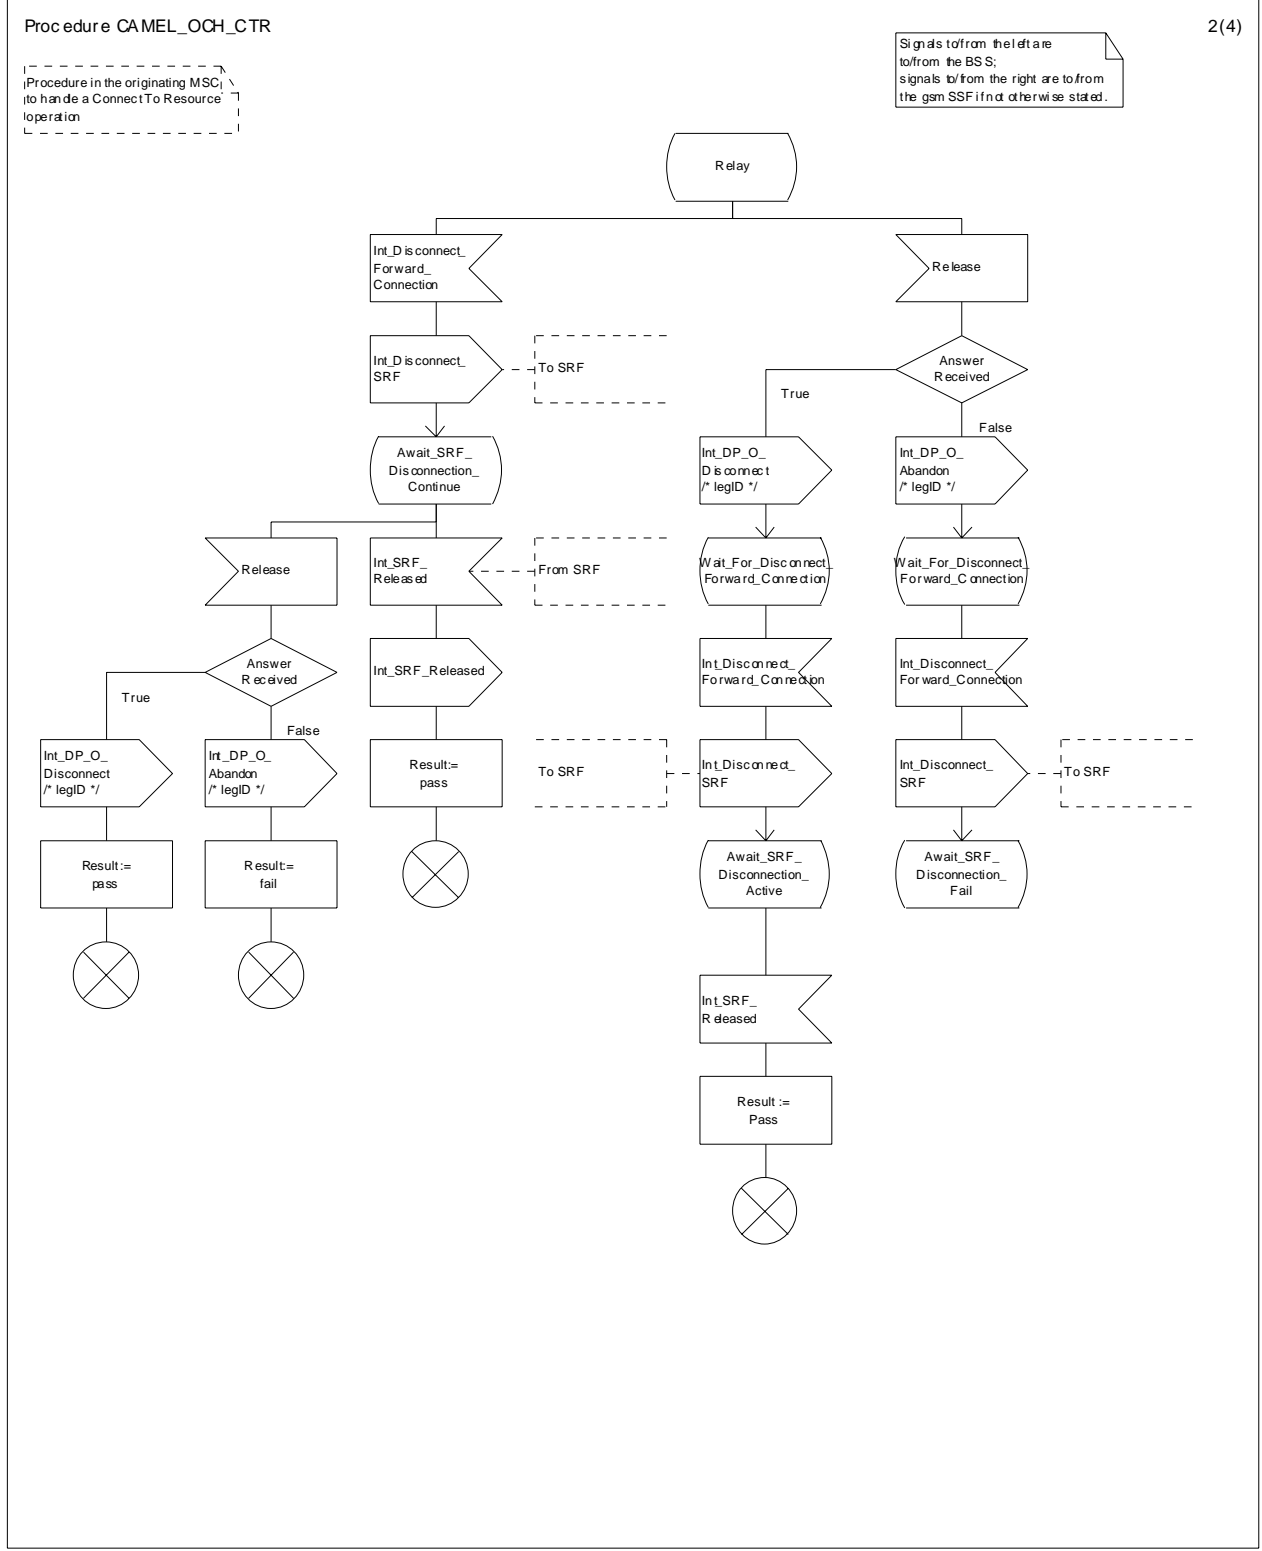 Procedure CAMEL_OCH_CTR
2(4)
Procedure in the originating MSC
to handle a Connect To Resource
operation
Signals to/from the left are
to/from the BSS;
signals to/from the right are to/from
the gsmSSF if not otherwise stated.
Relay
Int_Disconnect_
Forward_
Connection
Release
Int_Disconnect_
SRF
To SRF
Answer
Received
True
False
Await_SRF_
Disconnection_
Continue
Int_DP_O_
Disconnect
/* legID */
Int_DP_O_
Abandon
/* legID */
Release
Int_SRF_
Released
From SRF
Wait_For_Disconnect_
Forward_Connection
Wait_For_Disconnect_
Forward_Connection
Answer
Received
True
False
Int_SRF_Released
Int_Disconnect_
Forward_Connection
Int_Disconnect_
Forward_Connection
Int_DP_O_
Disconnect
/* legID */
Int_DP_O_
Abandon
/* legID */
Result:=
pass
To SRF
Int_Disconnect_
SRF
Int_Disconnect_
SRF
To SRF
Result:=
pass
Result:=
fail
Await_SRF_
Disconnection_
Active
Await_SRF_
Disconnection_
Fail
Int_SRF_
Released
Result :=
Pass